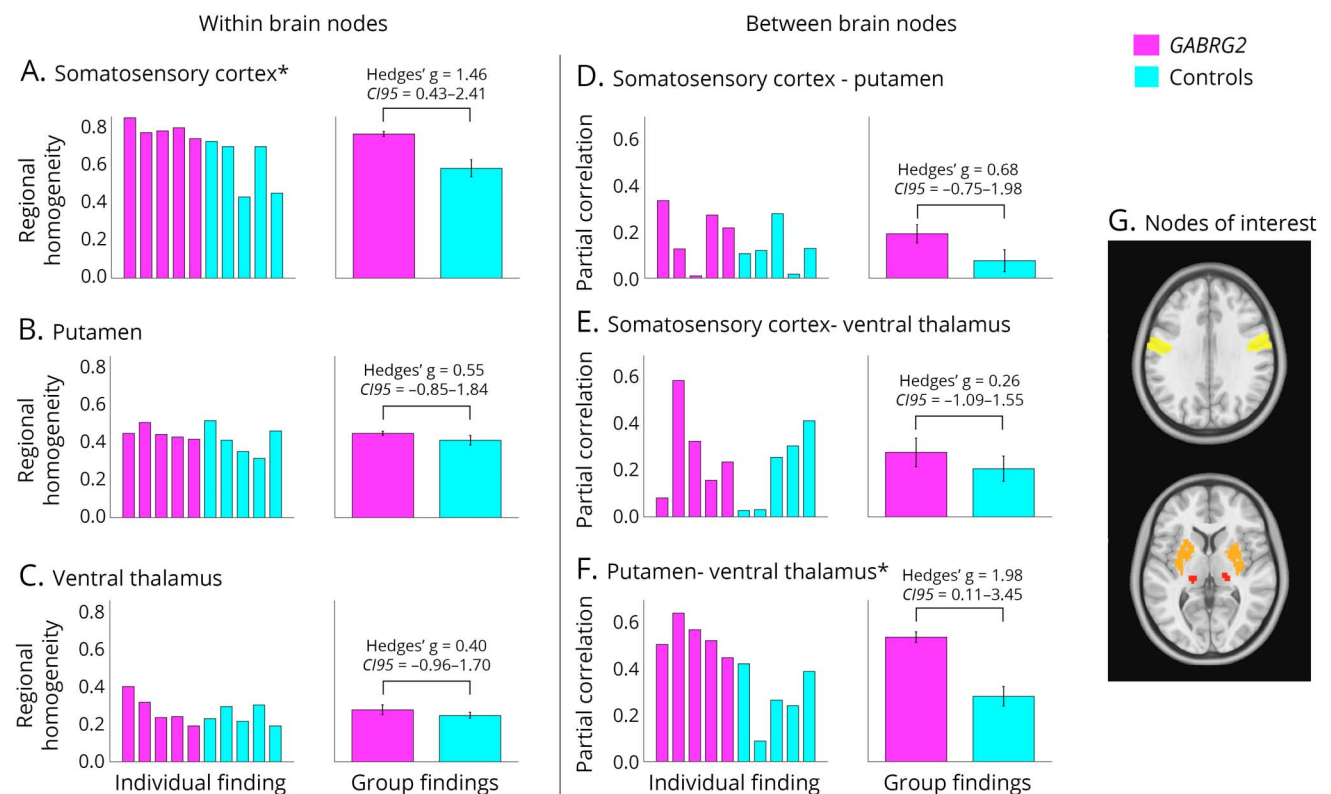 Within brain nodes
Between brain nodes
GABRG2
Controls
A. Somatosensory cortex*
Hedges’ g = 1.46
CI95 = 0.43–2.41
Regional
homogeneity
0.8
0.6
0.4
0.2
0.0
D. Somatosensory cortex - putamen
Hedges’ g = 0.68
CI95 = –0.75–1.98
Partial correlation
0.6
0.4
0.2
0.0
B. Putamen
Hedges’ g = 0.55
CI95 = –0.85–1.84
Regional
homogeneity
0.8
0.6
0.4
0.2
0.0
E. Somatosensory cortex- ventral thalamus
Hedges’ g = 0.26
CI95 = –1.09–1.55
Partial correlation
0.6
0.4
0.2
0.0
C. Ventral thalamus
Hedges’ g = 0.40
CI95 = –0.96–1.70
Regional
homogeneity
0.8
0.6
0.4
0.2
0.0
Individual finding
Group findings
F. Putamen- ventral thalamus*
Hedges’ g = 1.98
CI95 = 0.11–3.45
Partial correlation
0.6
0.4
0.2
0.0
Individual finding
Group findings
G. Nodes of interest